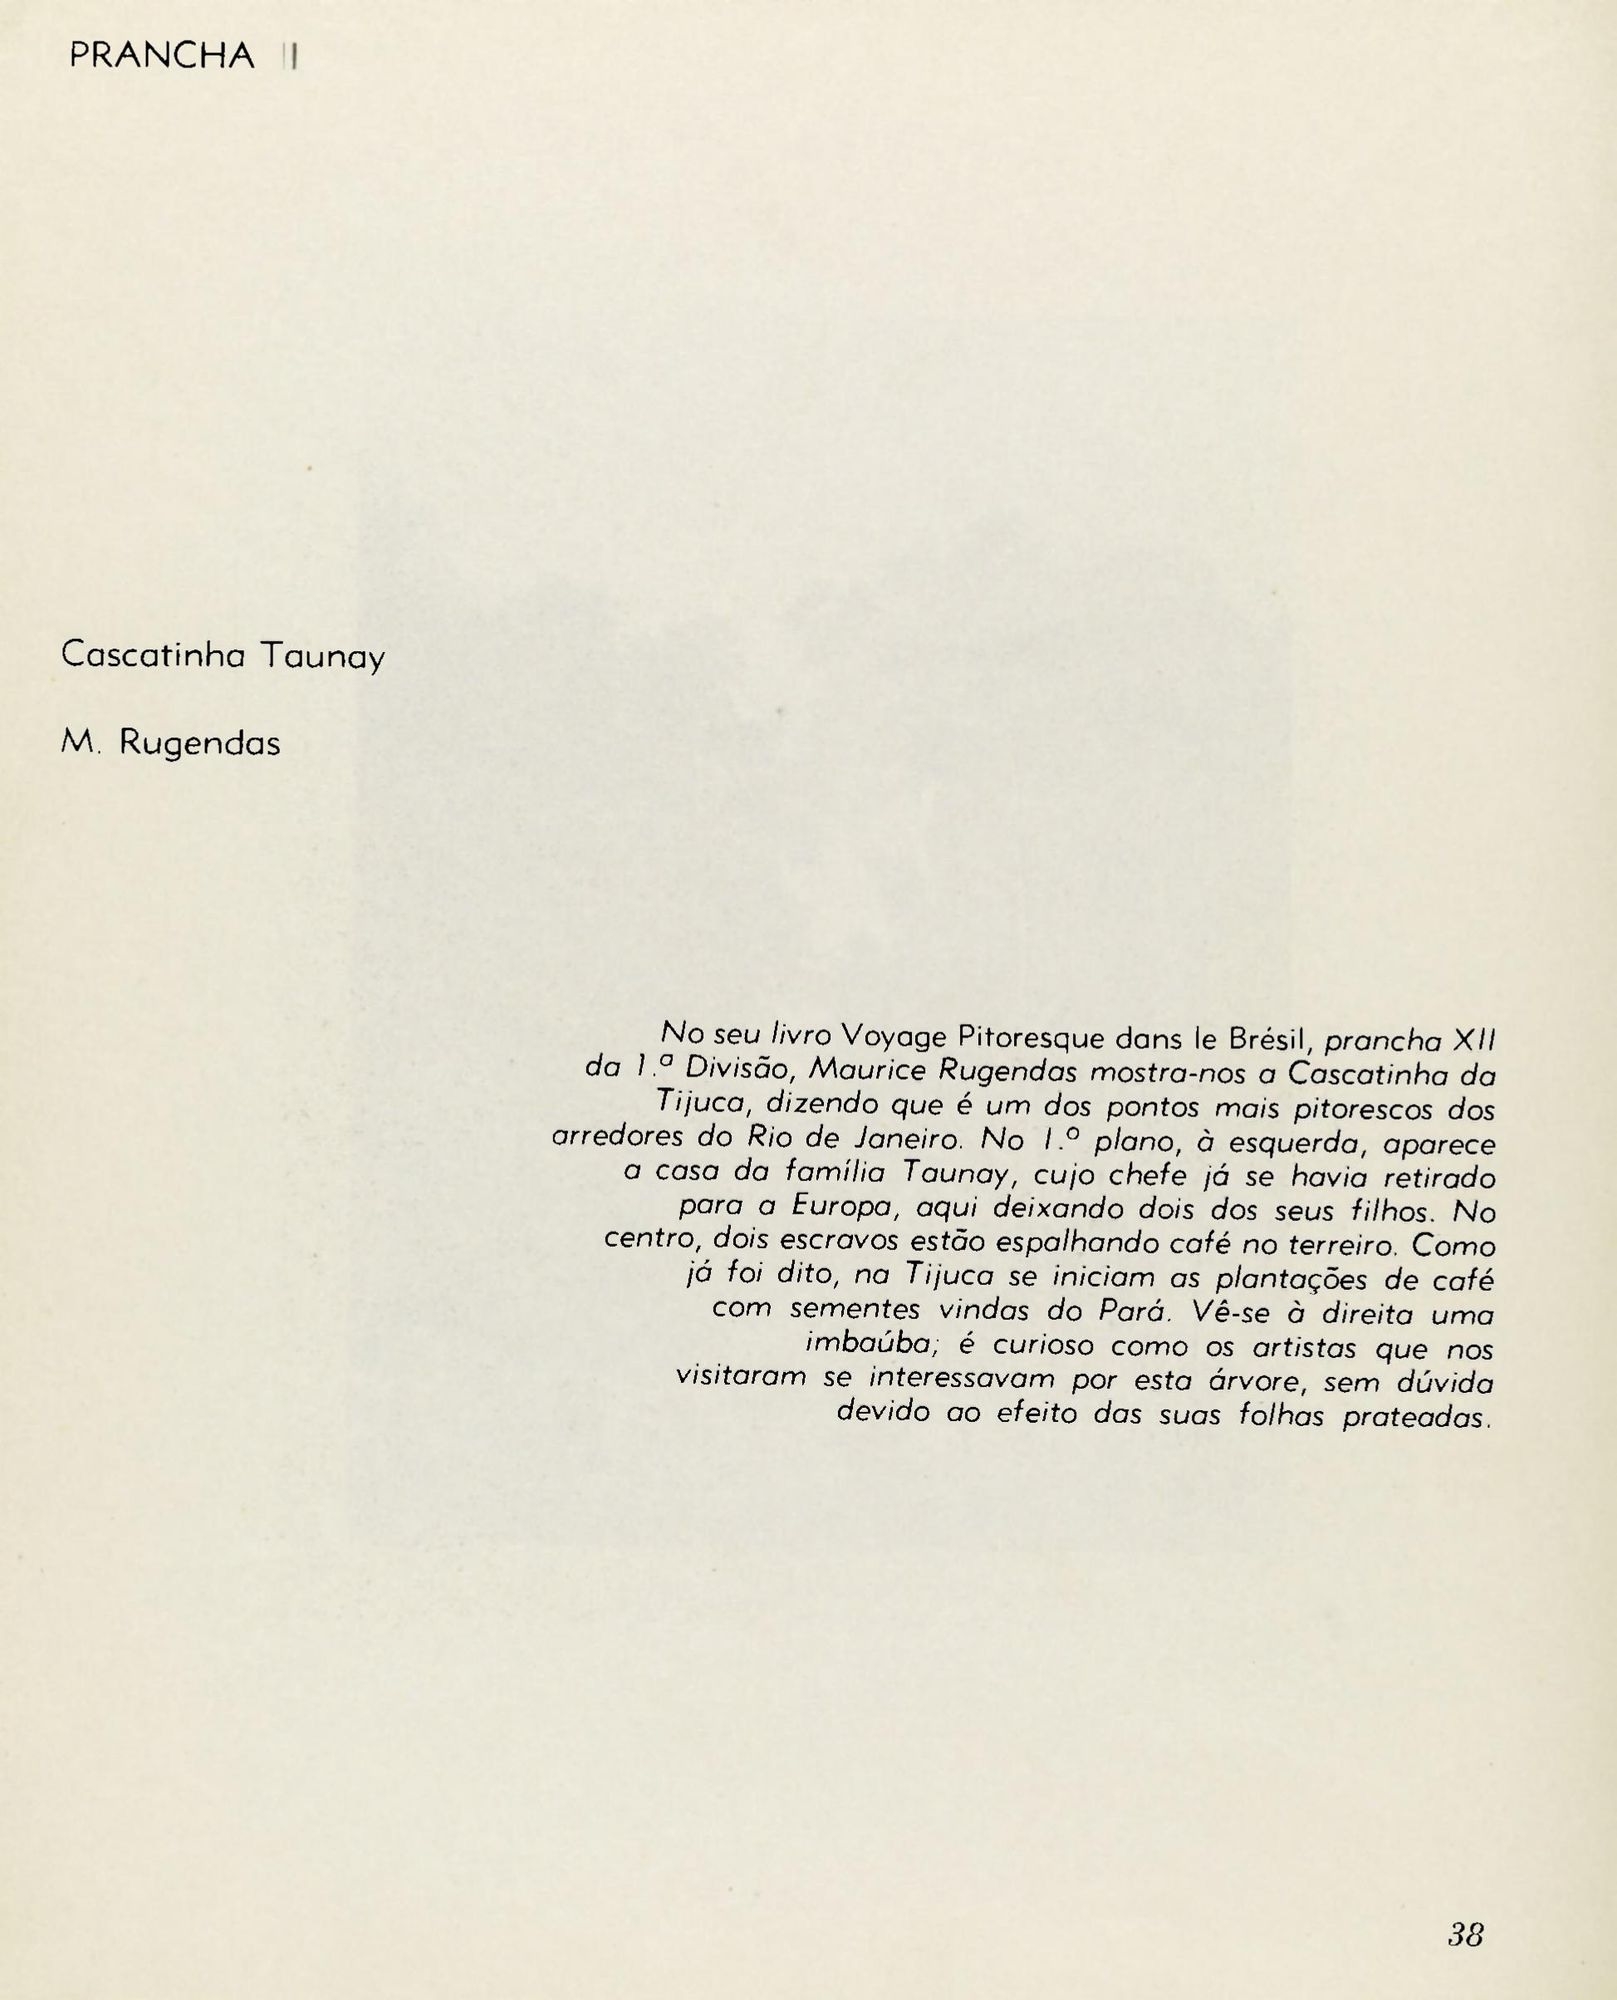 PRANCHA II
Cascatinha Taunay
M. Rugendas
No seu livro Voyage Pitoresque dans le Brésil, prancha XII
da 1.ª Divisão, Maurice Rugendas mostra-nos a Cascatinha da
Tijuca, dizendo que é um dos pontos mais pitorescos dos
arredores do Rio de Janeiro. No 1.º plano, à esquerda, aparece
a casa da família Taunay, cujo chefe já se havia retirado
para a Europa, aqui deixando dois dos seus filhos. No
centro, dois escravos estão espalhando café no terreiro. Como
já foi dito, na Tijuca se iniciam as plantações de café
com sementes vindas do Pará. Vê-se à direita uma
imbaúba; é curioso como os artistas que nos
visitaram se interessavam por esta árvore, sem dúvida
devido ao efeito das suas folhas prateadas.
38